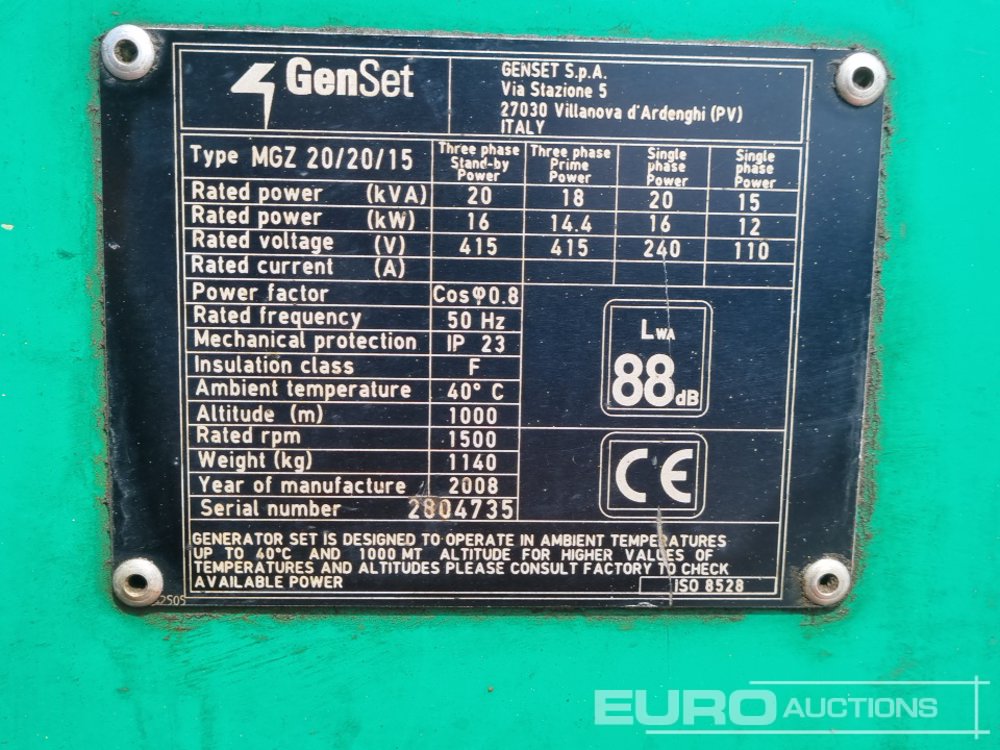 GenSet
GENSET S.p.A.
Via Stazione 5
27030 Villanova d'Ardenghi (PV)
ITALY
Type MGZ 20/20/15 Three phase Stand-by Power Three phase Prime Power Single phase Power Single phase Power
Rated power (kVA) 20 18 20 15
Rated power (kW) 16 14.4 16 12
Rated voltage (V) 415 415 240 110
Rated current (A)
Power factor Cosφ0.8
Rated frequency 50 Hz
Mechanical protection IP 23
Insulation class F
Ambient temperature 40° C
Altitude (m) 1000
Rated rpm 1500
Weight (kg) 1140
Year of manufacture 2008
Serial number 2804735
LWA
88dB
CE
GENERATOR SET IS DESIGNED TO OPERATE IN AMBIENT TEMPERATURES
UP TO 40°C AND 1000 MT ALTITUDE FOR HIGHER VALUES OF
TEMPERATURES AND ALTITUDES PLEASE CONSULT FACTORY TO CHECK
AVAILABLE POWER
ISO 8528
EURO AUCTIONS